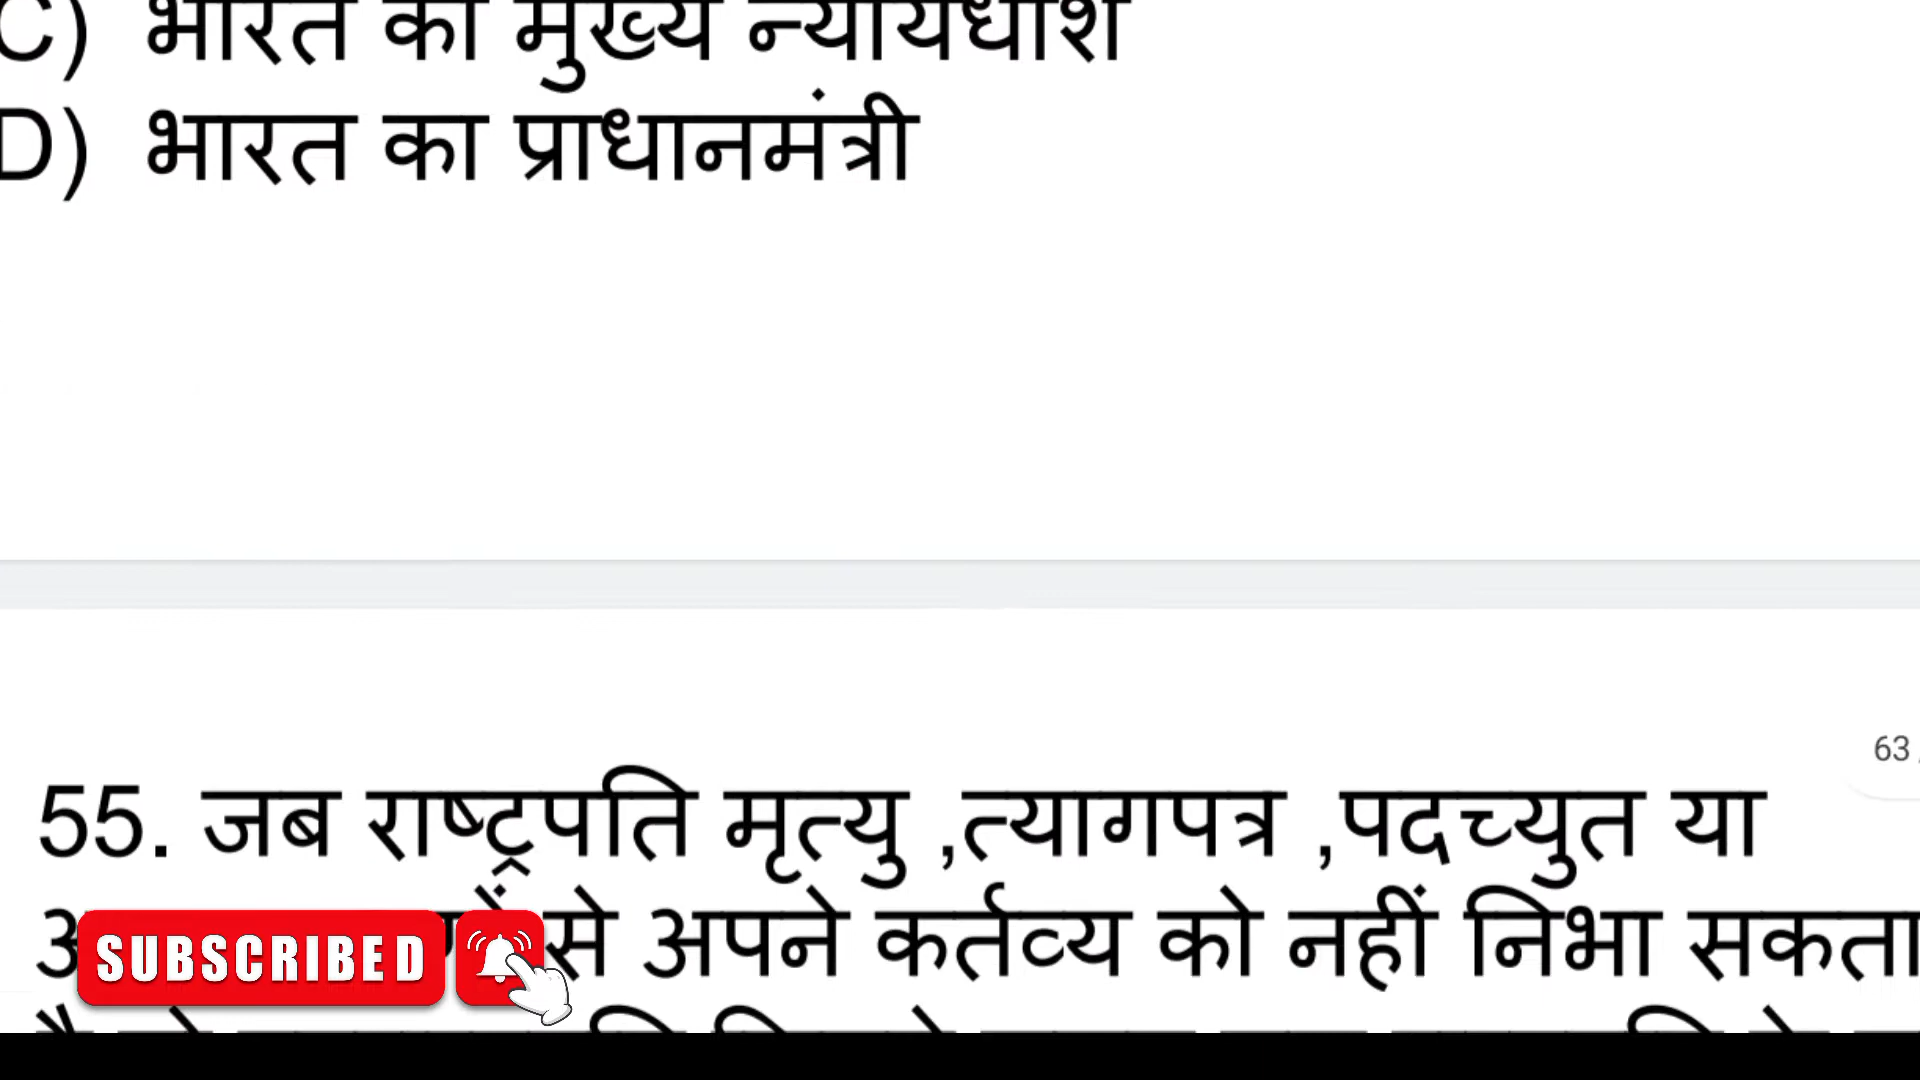 C) भारत का मुख्य न्यायधीश
D) भारत का प्राधानमंत्री
63
55. जब राष्ट्रपति मृत्यु ,त्यागपत्र ,पदच्युत या
से अपने कर्तव्य को नहीं निभा सकता
SUBSCRIBED